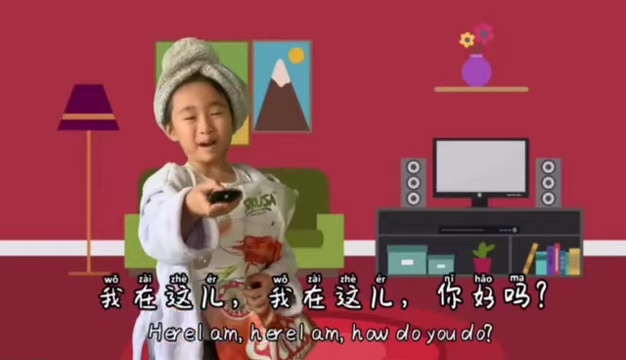 SKUSA
wǒ zài zhè ér wǒ zài zhè ér nǐ hǎo ma
我在这儿，我在这儿，你好吗？
Here I am, here I am, how do you do?